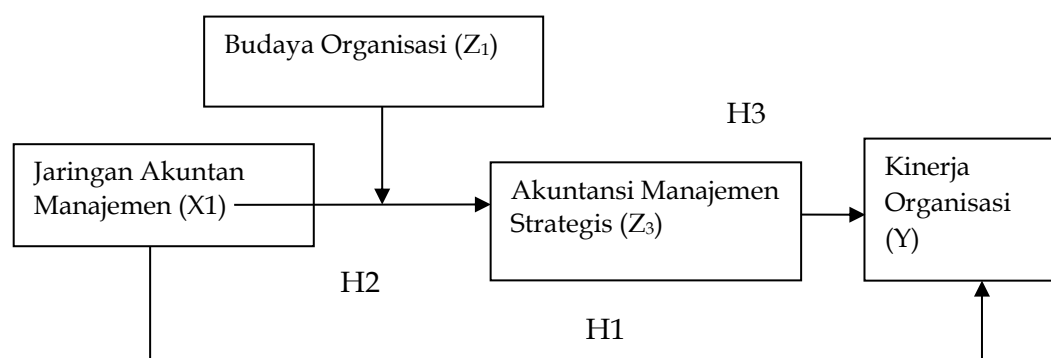 Budaya Organisasi (Z₁)
H3
Jaringan Akuntan
Manajemen (X1)
Akuntansi Manajemen
Strategis (Z₃)
Kinerja
Organisasi
(Y)
H2
H1